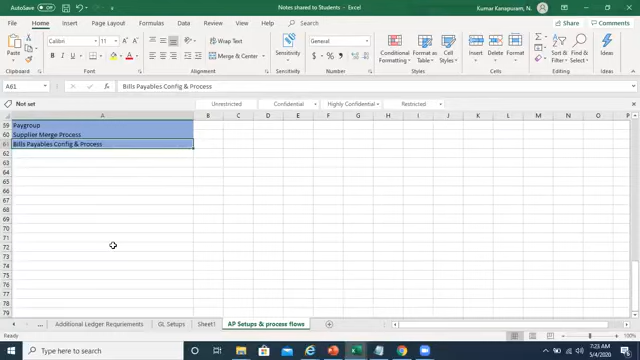 AutoSave Off
Notes shared to Students - Excel
Kumar Kanapuram, N.
File Home Insert Page Layout Formulas Data Review View Help Search
Share Comments
Paste
Calibri 11
Wrap Text
Merge & Center
Conditional Formatting
Format as Table
Cell Styles
Insert Delete Format
Sort & Filter
Find & Select
Ideas
Clipboard Font Alignment Number Styles Cells Editing Ideas
A61 fx Bills Payables Config & Process
Not set Unrestricted Confidential Highly Confidential Restricted
A B C D E F G H I J K L M N O P
59 Paygroup
60 Supplier Merge Process
61 Bills Payables Config & Process
62
63
64
65
66
67
68
69
70
71
72
73
74
75
76
77
78
79
... Additional Ledger Requriements GL Setups Sheet1 AP Setups & process flows
Type here to search
7:23 AM
5/4/2020